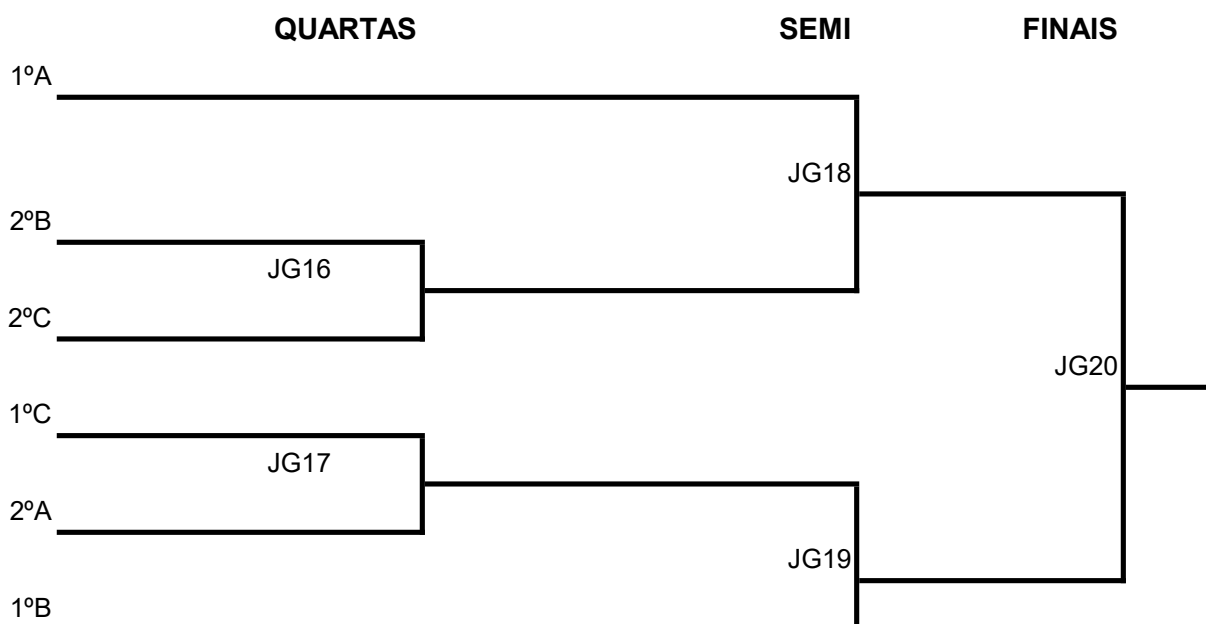 QUARTAS SEMI FINAIS
1ºA
JG18
2ºB
JG16
2ºC
JG20
1ºC
JG17
2ºA
JG19
1ºB